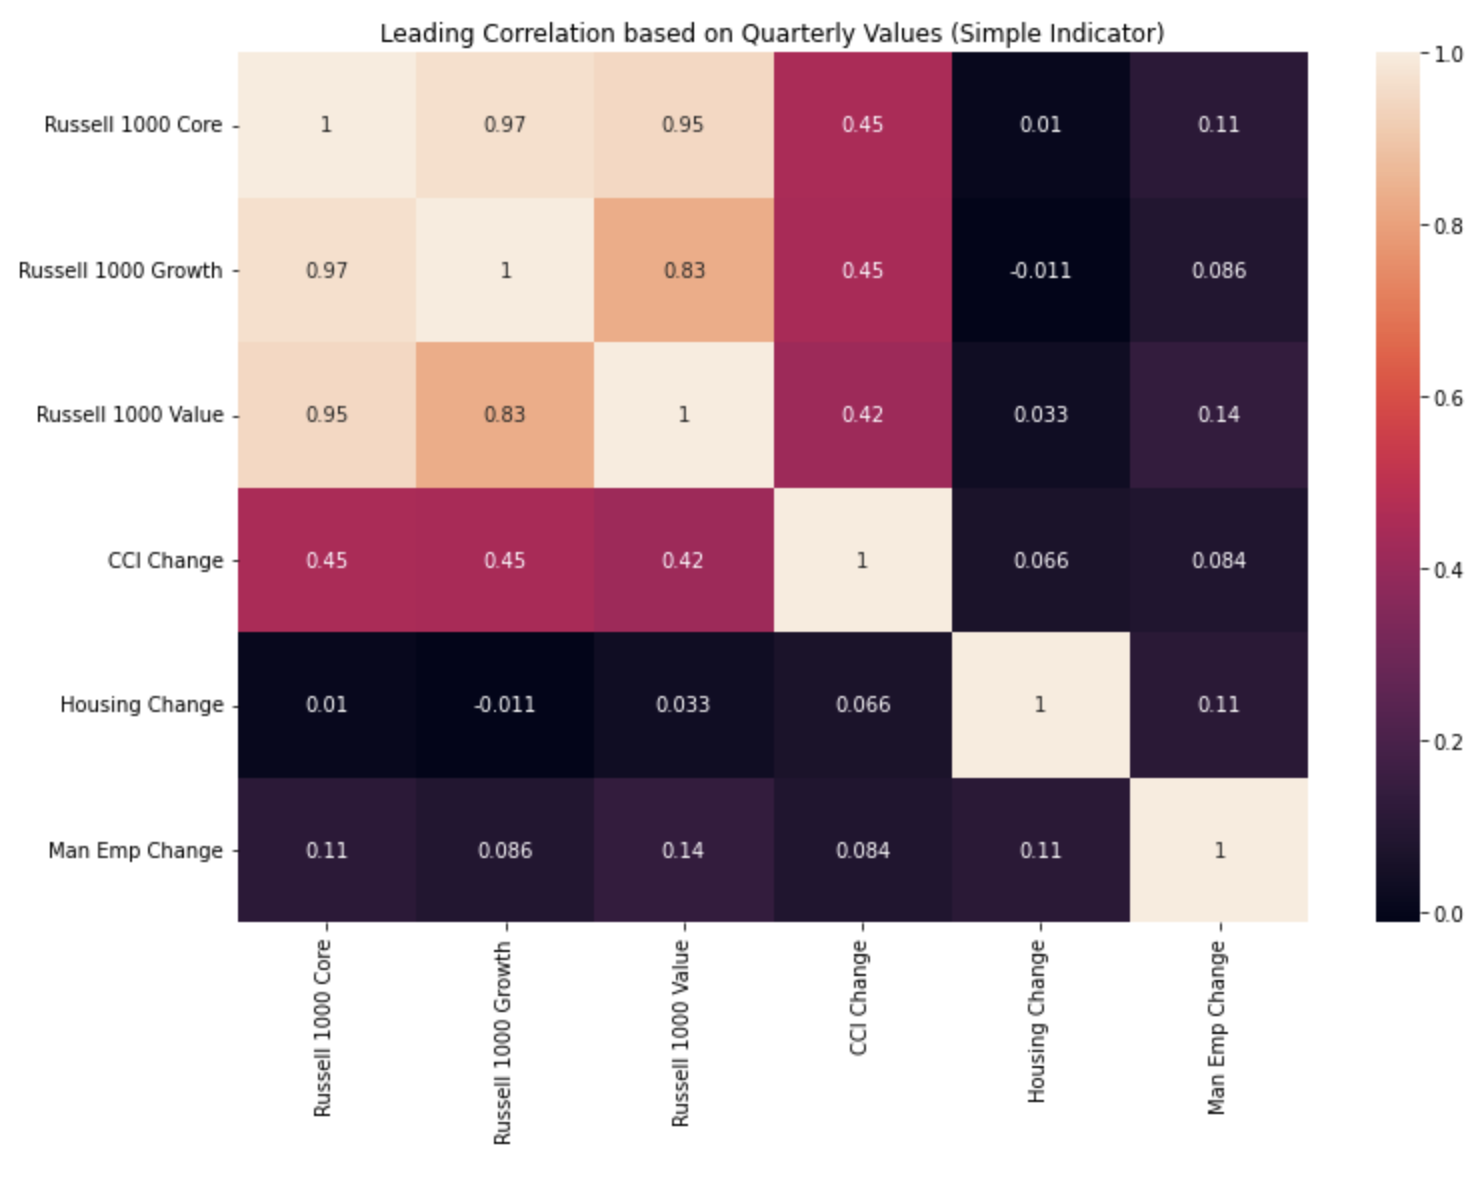 Leading Correlation based on Quarterly Values (Simple Indicator)
Russell 1000 Core 1 0.97 0.95 0.45 0.01 0.11
Russell 1000 Growth 0.97 1 0.83 0.45 -0.011 0.086
Russell 1000 Value 0.95 0.83 1 0.42 0.033 0.14
CCI Change 0.45 0.45 0.42 1 0.066 0.084
Housing Change 0.01 -0.011 0.033 0.066 1 0.11
Man Emp Change 0.11 0.086 0.14 0.084 0.11 1
Russell 1000 Core
Russell 1000 Growth
Russell 1000 Value
CCI Change
Housing Change
Man Emp Change
1.0
0.8
0.6
0.4
0.2
0.0